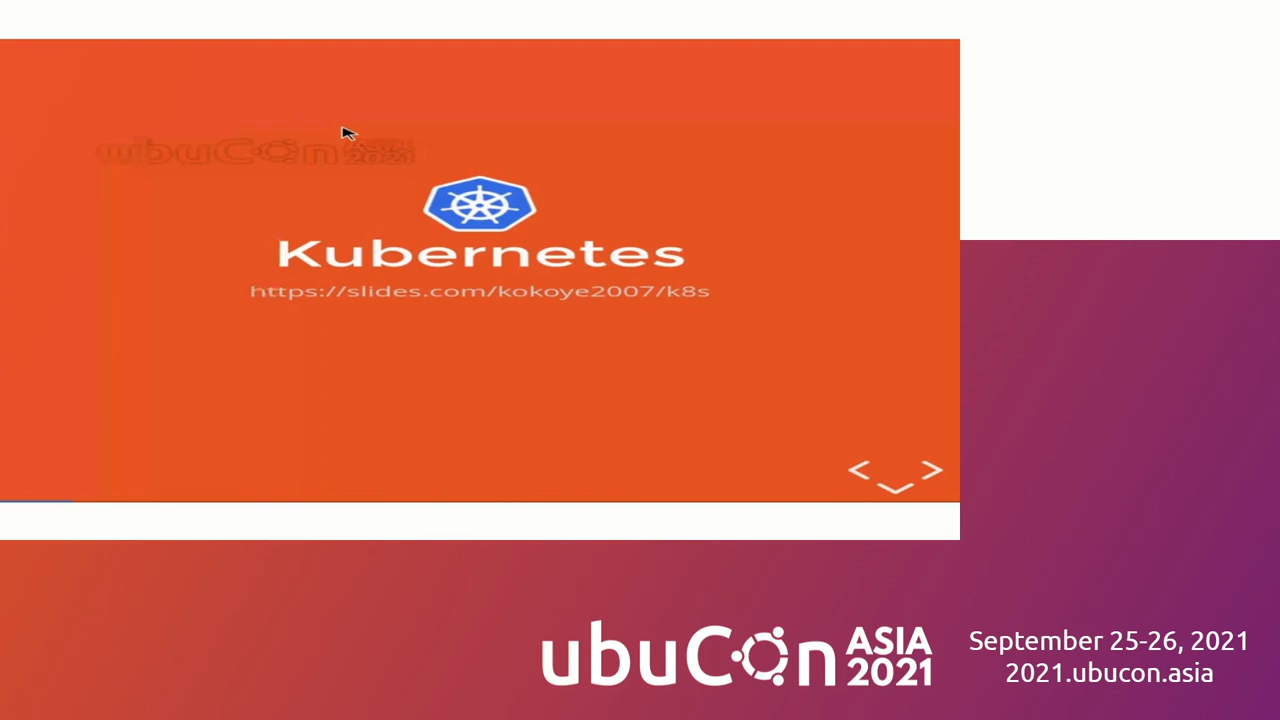 ubuCon 2021
Kubernetes
https://slides.com/kokoye2007/k8s
ubuCon ASIA 2021
September 25-26, 2021
2021.ubucon.asia